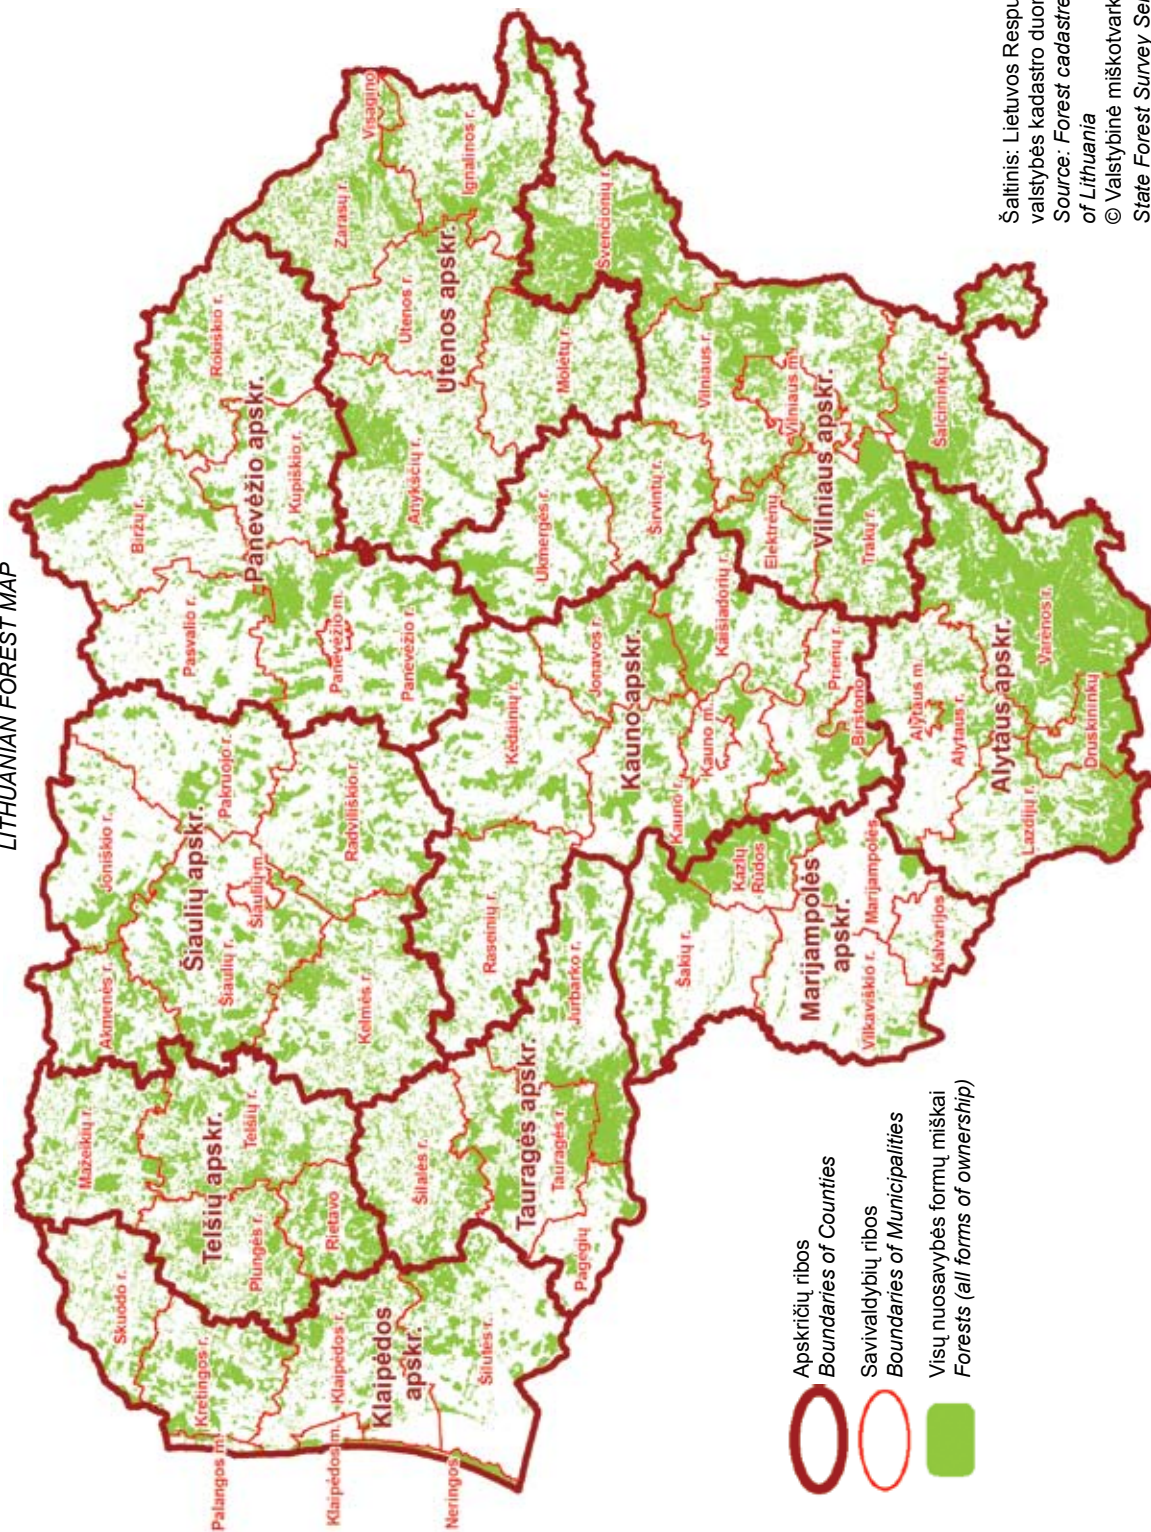 LITHUANIAN FOREST MAP
Skuodo r.
Mažeikių r.
Akmenės r.
Joniškio r.
Pasvalio r.
Biržų r.
Rokiškio r.
Zarasų r.
Visagino
Palangos m.
Kretingos r.
Plungės r.
Telšių apskr.
Telšių r.
Šiaulių r.
Šiaulių apskr.
Šiaulių m.
Pakruojo r.
Panevėžio apskr.
Kupiškio r.
Klaipėdos m.
Klaipėdos r.
Rietavo
Kelmės r.
Radviliškio r.
Panevėžio m.
Panevėžio r.
Anykščių r.
Utenos r.
Utenos apskr.
Ignalinos r.
Neringos
Klaipėdos
apskr.
Šilutės r.
Šilalės r.
Raseinių r.
Kėdainių r.
Ukmergės r.
Molėtų r.
Švenčionių r.
Pagėgių
Tauragės r.
Tauragės apskr.
Jurbarko r.
Jonavos r.
Kauno apskr.
Širvintų r.
Vilniaus r.
Šakių r.
Kauno r.
Kauno m.
Kaišiadorių r.
Elektrėnų
Vilniaus m.
Vilniaus apskr.
Kazlų
Rūdos
Marijampolės
apskr.
Prienų r.
Birštono
Trakų r.
Šalčininkų r.
Vilkaviškio r.
Marijampolės
Kalvarijos
Alytaus m.
Alytaus r.
Alytaus apskr.
Lazdijų r.
Varėnos r.
Druskininkų
Apskričių ribos
Boundaries of Counties
Savivaldybių ribos
Boundaries of Municipalities
Visų nuosavybės formų miškai
Forests (all forms of ownership)
Šaltinis: Lietuvos Respu
valstybės kadastro duor
Source: Forest cadastre
of Lithuania
© Valstybinė miškotvark
State Forest Survey Ser